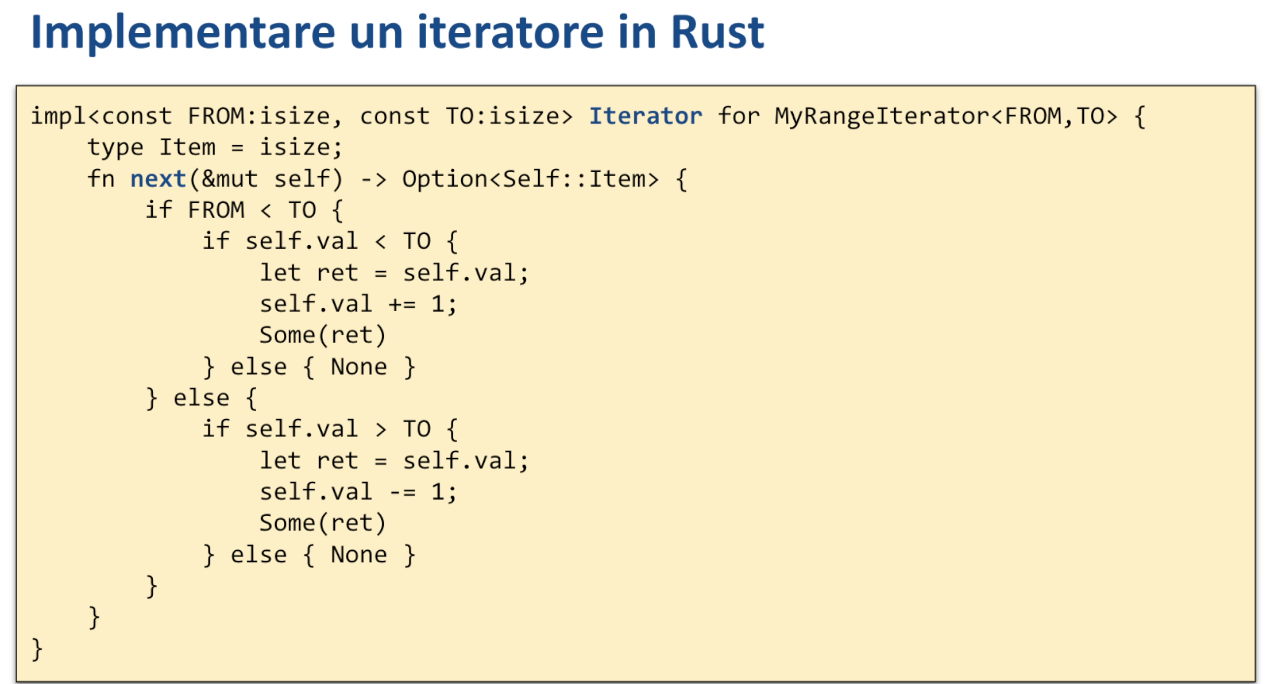 Implementare un iteratore in Rust
impl<const FROM:isize, const TO:isize> Iterator for MyRangeIterator<FROM,TO> {
    type Item = isize;
    fn next(&mut self) -> Option<Self::Item> {
        if FROM < TO {
            if self.val < TO {
                let ret = self.val;
                self.val += 1;
                Some(ret)
            } else { None }
        } else {
            if self.val > TO {
                let ret = self.val;
                self.val -= 1;
                Some(ret)
            } else { None }
        }
    }
}